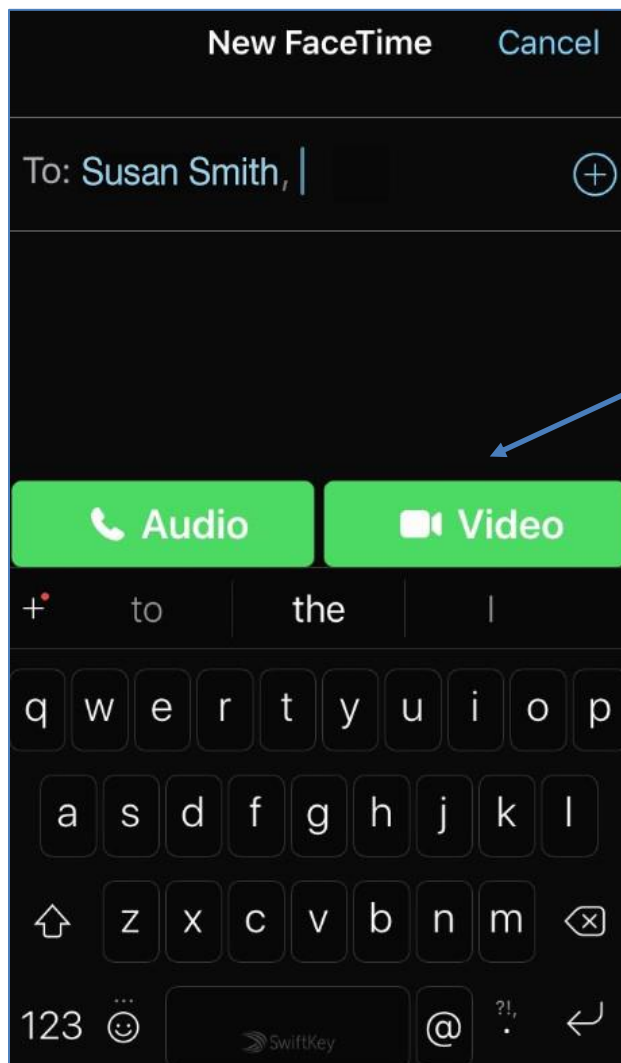 New FaceTime Cancel
To: Susan Smith,
Audio Video
to the I
q w e r t y u i o p
a s d f g h j k l
z x c v b n m
?!,
123 @ .
SwiftKey